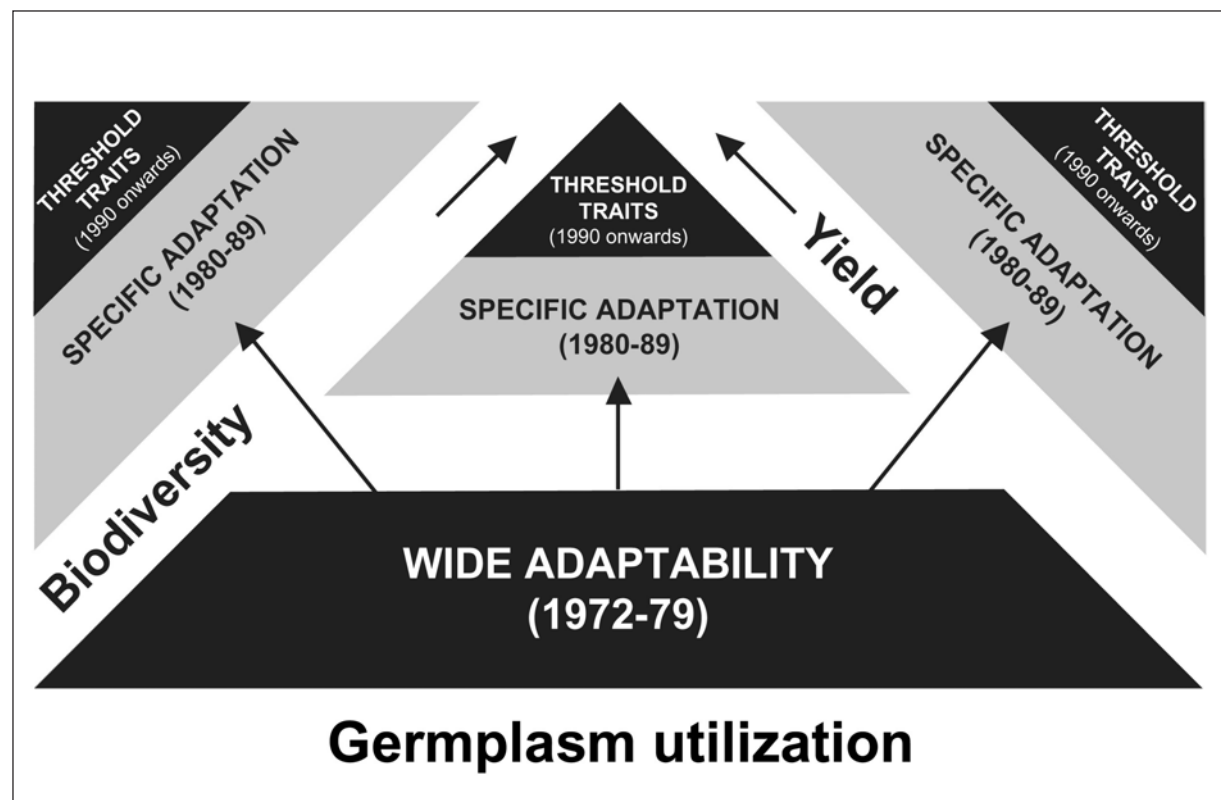 THRESHOLD
TRAITS
(1990 onwards)
SPECIFIC ADAPTATION
(1980-89)
Biodiversity
THRESHOLD
TRAITS
(1990 onwards)
SPECIFIC ADAPTATION
(1980-89)
Yield
THRESHOLD
TRAITS
(1990 onwards)
SPECIFIC ADAPTATION
(1980-89)
WIDE ADAPTABILITY
(1972-79)
Germplasm utilization